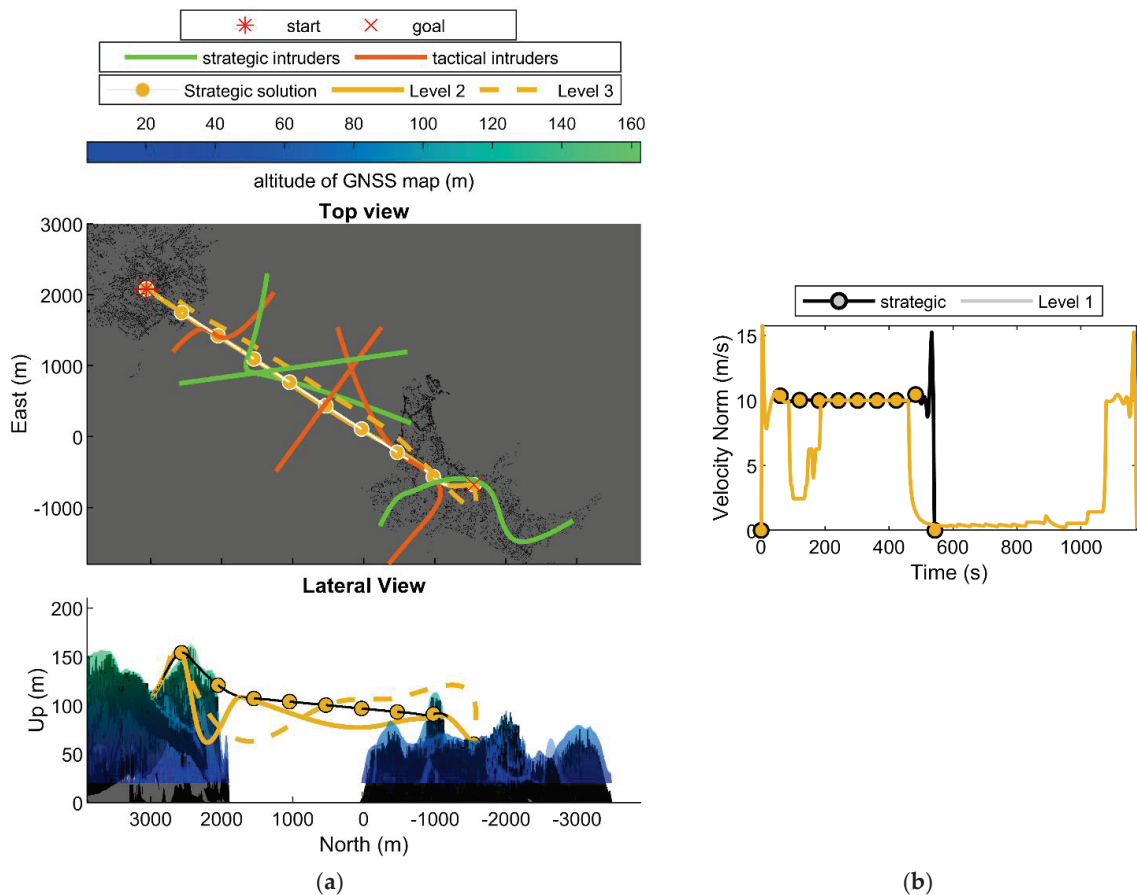 start goal
strategic intruders tactical intruders
Strategic solution Level 2 Level 3
20 40 60 80 100 120 140 160
altitude of GNSS map (m)
Top view
3000
2000
1000
0
-1000
East (m)
Lateral View
200
150
100
50
0
Up (m)
3000 2000 1000 0 -1000 -2000 -3000
North (m)
(a)
strategic Level 1
15
10
5
0
Velocity Norm (m/s)
0 200 400 600 800 1000
Time (s)
(b)